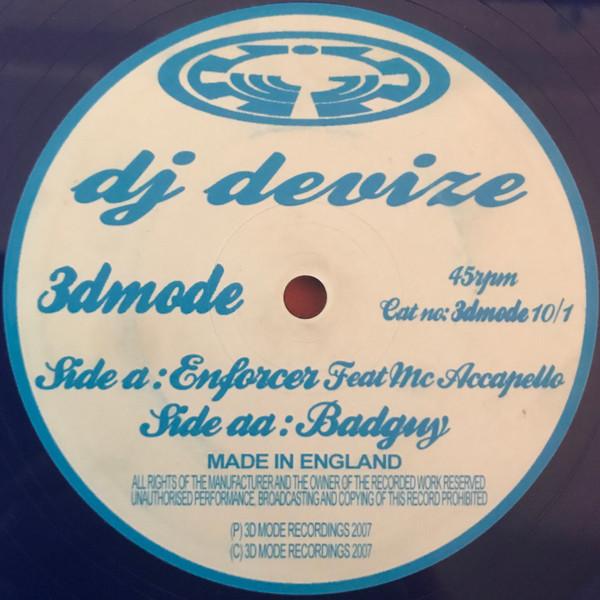 dj devize
3dmode
45rpm
Cat no: 3dmode 10/1
Side a : Enforcer Feat Mc Accapello
Side aa : Badguy
MADE IN ENGLAND
ALL RIGHTS OF THE MANUFACTURER AND THE OWNER OF THE RECORDED WORK RESERVED
UNAUTHORISED PERFORMANCE, BROADCASTING AND COPYING OF THIS RECORD PROHIBITED
(P) 3D MODE RECORDINGS 2007
(C) 3D MODE RECORDINGS 2007